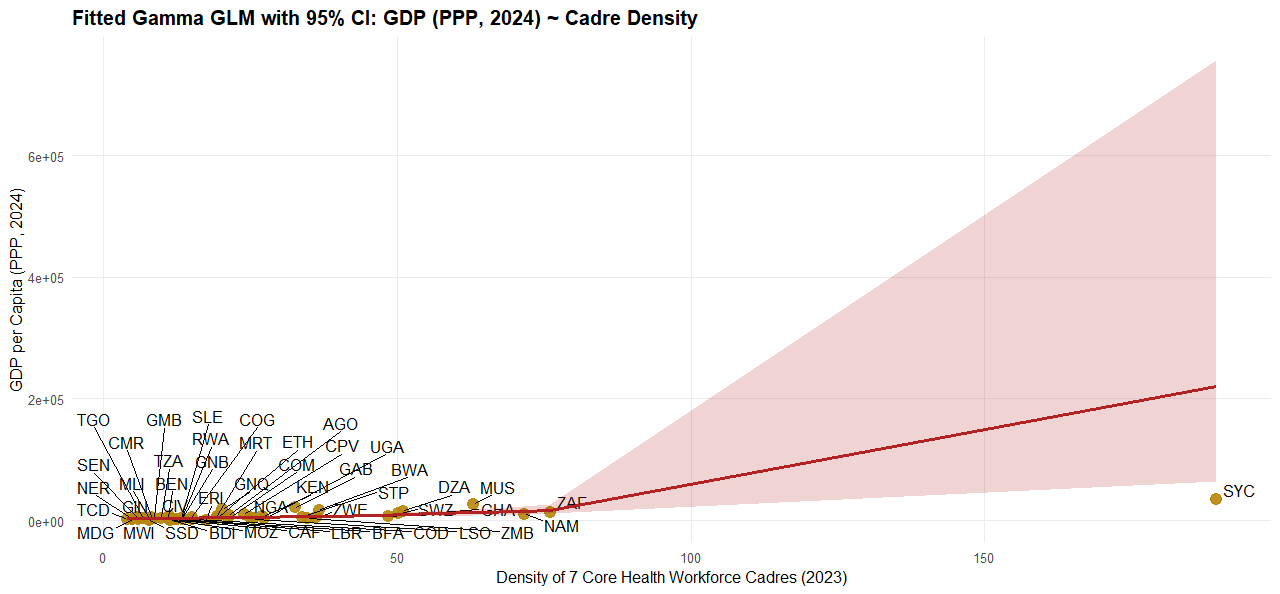 Fitted Gamma GLM with 95% CI: GDP (PPP, 2024) ~ Cadre Density
GDP per Capita (PPP, 2024)
6e+05
4e+05
2e+05
0e+00
TGO GMB SLE COG AGO
CMR RWA MRT ETH CPV UGA
SEN TZA GNB COM GAB BWA
NER MLI BEN GNQ KEN STP DZA MUS SYC
TCD GIN CIV ERI NGA ZWE SWZ GHA ZAF
MDG MWI SSD BDI MOZ CAF LBR BFA COD LSO ZMB NAM
0 50 100 150
Density of 7 Core Health Workforce Cadres (2023)